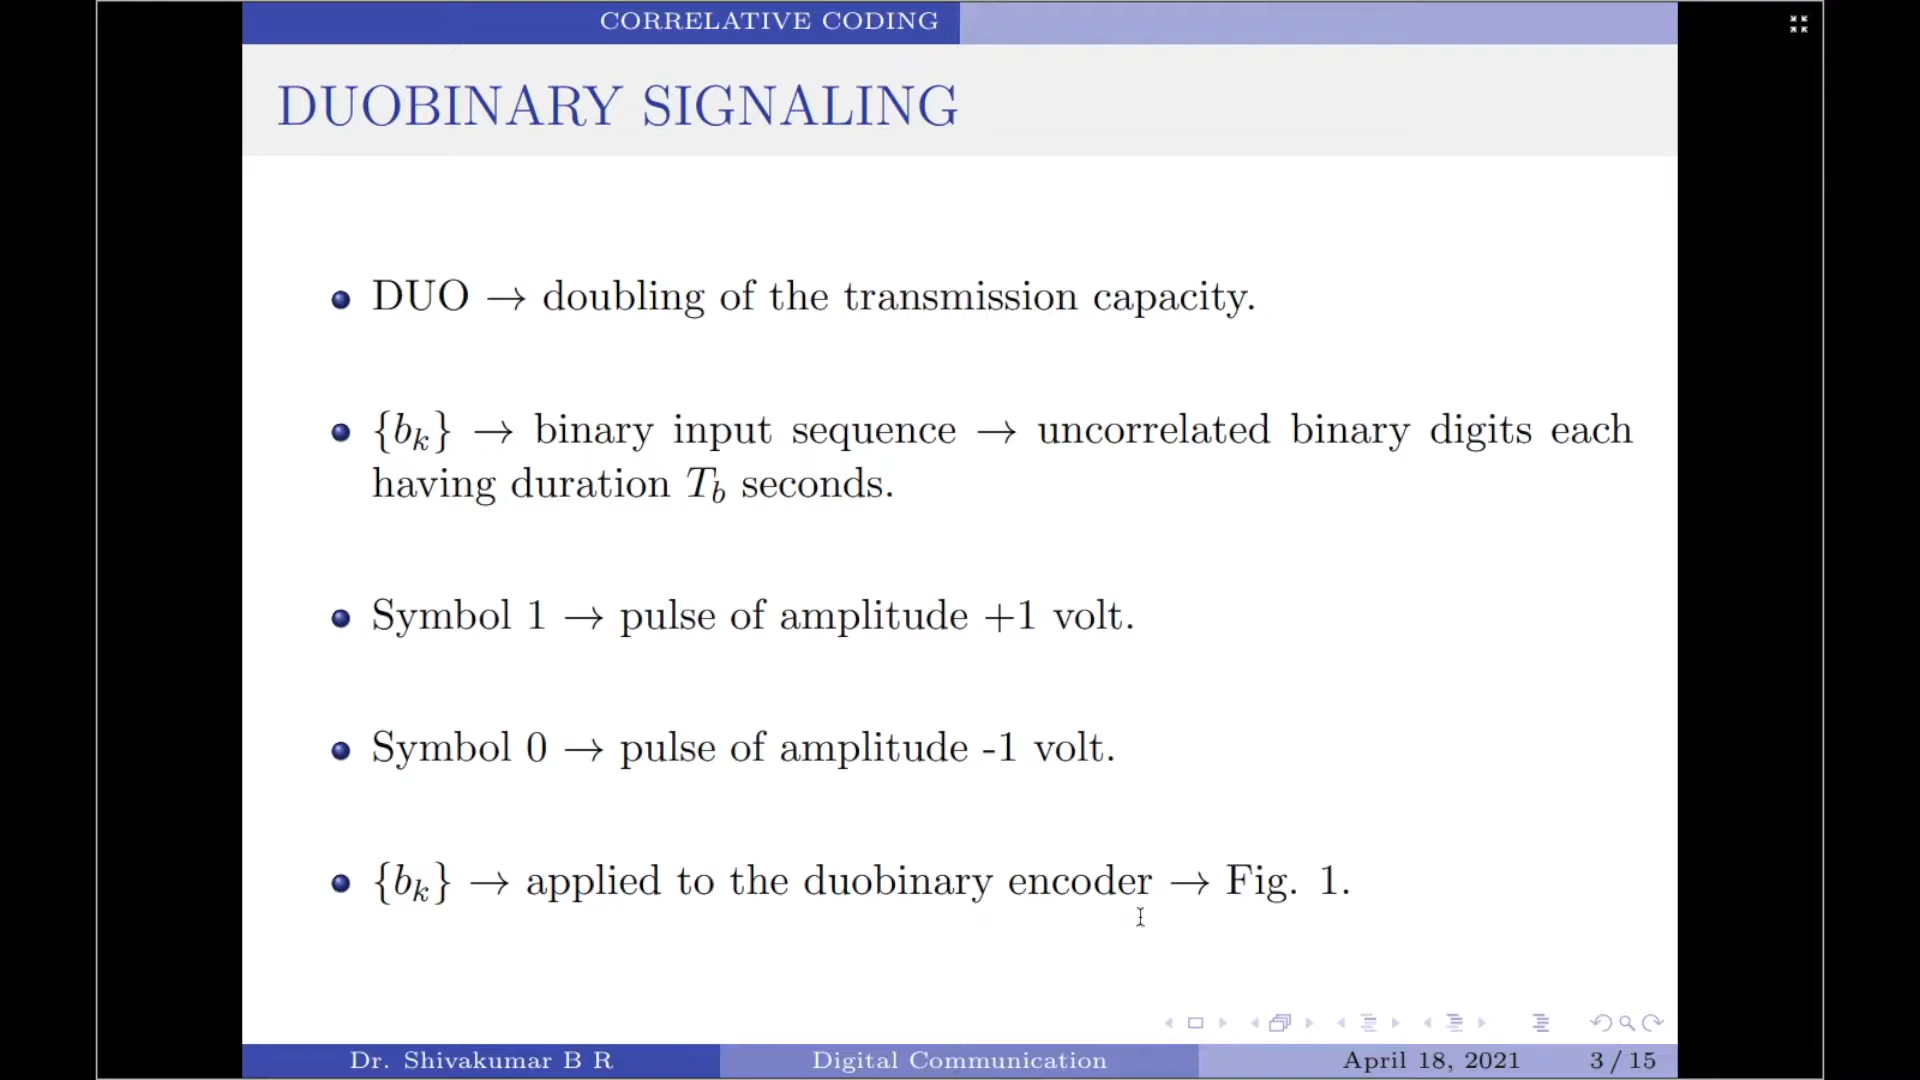 CORRELATIVE CODING
DUOBINARY SIGNALING
DUO → doubling of the transmission capacity.
{b_k} → binary input sequence → uncorrelated binary digits each
having duration T_b seconds.
Symbol 1 → pulse of amplitude +1 volt.
Symbol 0 → pulse of amplitude -1 volt.
{b_k} → applied to the duobinary encoder → Fig. 1.
Dr. Shivakumar B R Digital Communication April 18, 2021 3 / 15